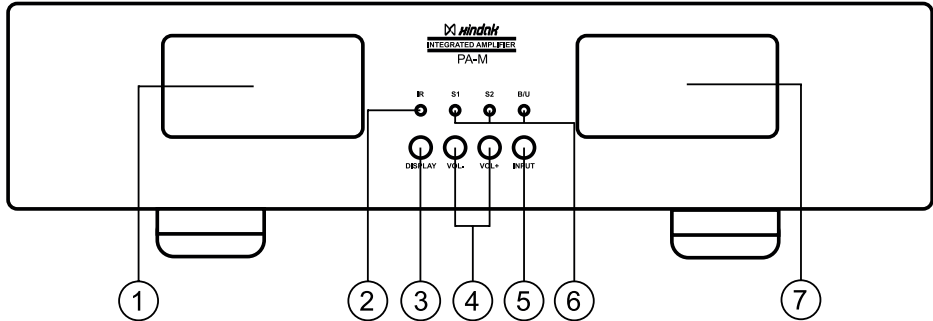 xindak
INTEGRATED AMPLIFIER
PA-M
IR S1 S2 B/U
DISPLAY VOL- VOL+ INPUT
1 2 3 4 5 6 7